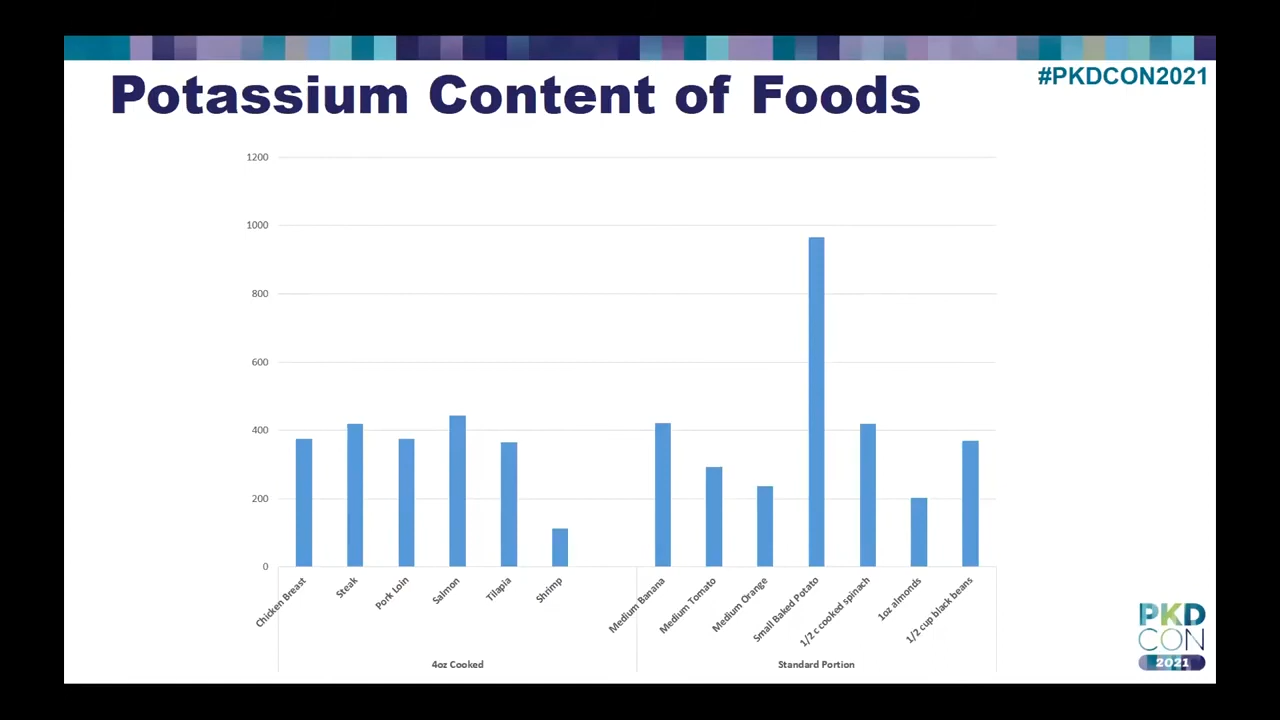 #PKDCON2021
Potassium Content of Foods
1200
1000
800
600
400
200
0
Chicken Breast
Steak
Pork Loin
Salmon
Tilapia
Shrimp
Medium Banana
Medium Tomato
Medium Orange
Small Baked Potato
1/2 c cooked spinach
1oz almonds
1/2 cup black beans
4oz Cooked
Standard Portion
PKD
CON
2021